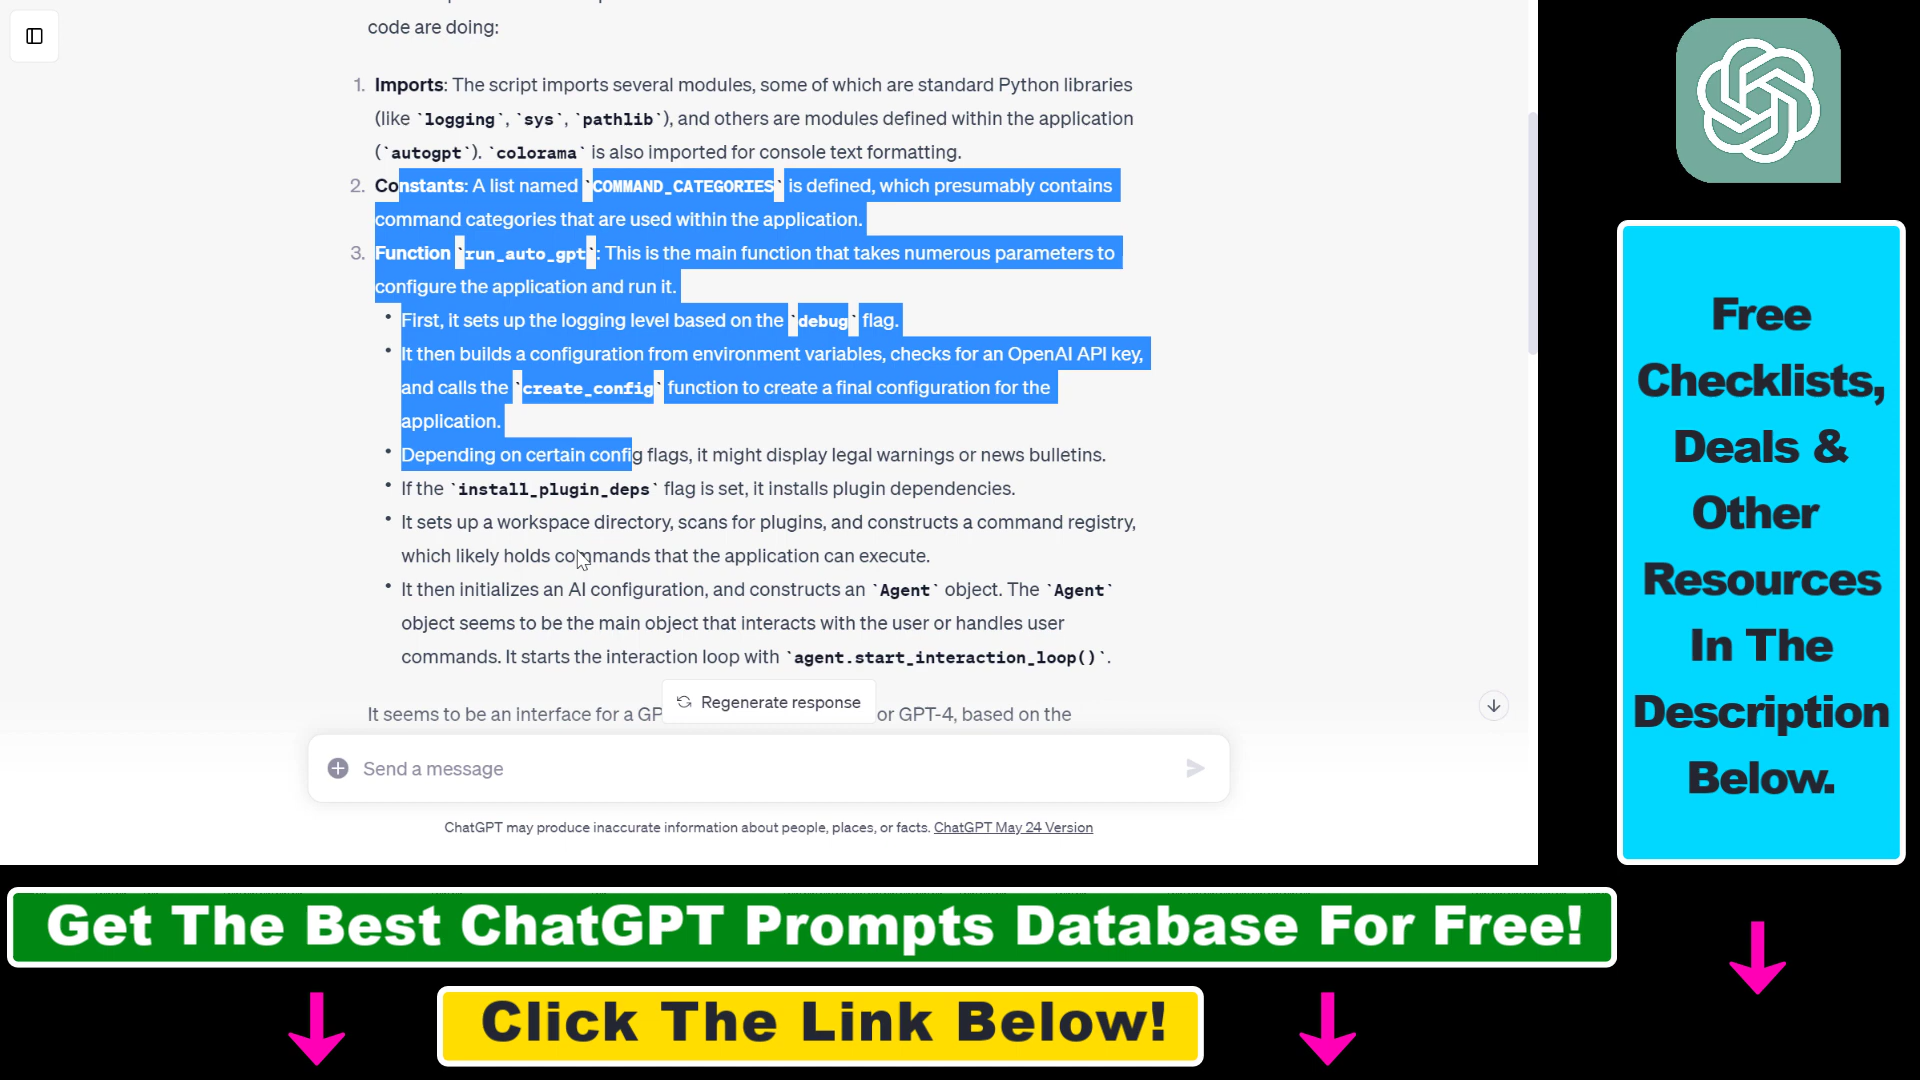 code are doing:
1. Imports: The script imports several modules, some of which are standard Python libraries
(like `logging`, `sys`, `pathlib`), and others are modules defined within the application
(`autogpt`). `colorama` is also imported for console text formatting.
2. Constants: A list named `COMMAND_CATEGORIES` is defined, which presumably contains
command categories that are used within the application.
3. Function `run_auto_gpt`: This is the main function that takes numerous parameters to
configure the application and run it.
• First, it sets up the logging level based on the `debug` flag.
• It then builds a configuration from environment variables, checks for an OpenAI API key,
and calls the `create_config` function to create a final configuration for the
application.
• Depending on certain config flags, it might display legal warnings or news bulletins.
• If the `install_plugin_deps` flag is set, it installs plugin dependencies.
• It sets up a workspace directory, scans for plugins, and constructs a command registry,
which likely holds commands that the application can execute.
• It then initializes an AI configuration, and constructs an `Agent` object. The `Agent`
object seems to be the main object that interacts with the user or handles user
commands. It starts the interaction loop with `agent.start_interaction_loop()`.
Regenerate response
It seems to be an interface for a GP or GPT-4, based on the
Send a message
ChatGPT may produce inaccurate information about people, places, or facts. ChatGPT May 24 Version
Free
Checklists,
Deals &
Other
Resources
In The
Description
Below.
Get The Best ChatGPT Prompts Database For Free!
Click The Link Below!